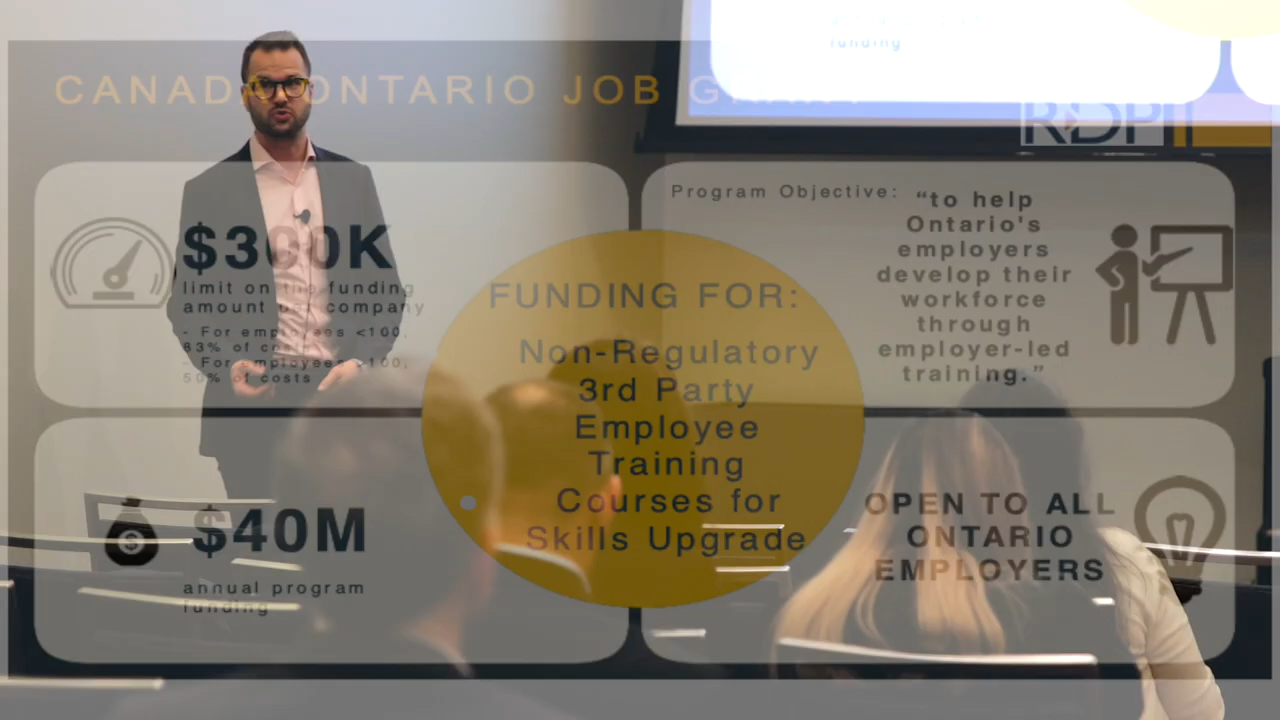 funding
CANADA ONTARIO JOB GRANT
RDP
$300K
limit on the funding
amount per company
- For employees <100,
83% of costs
- For employees >100,
50% of costs
Program Objective:
“to help
Ontario's
employers
develop their
workforce
through
employer-led
training.”
FUNDING FOR:
Non-Regulatory
3rd Party
Employee
Training
Courses for
Skills Upgrade
$40M
annual program
funding
OPEN TO ALL
ONTARIO
EMPLOYERS